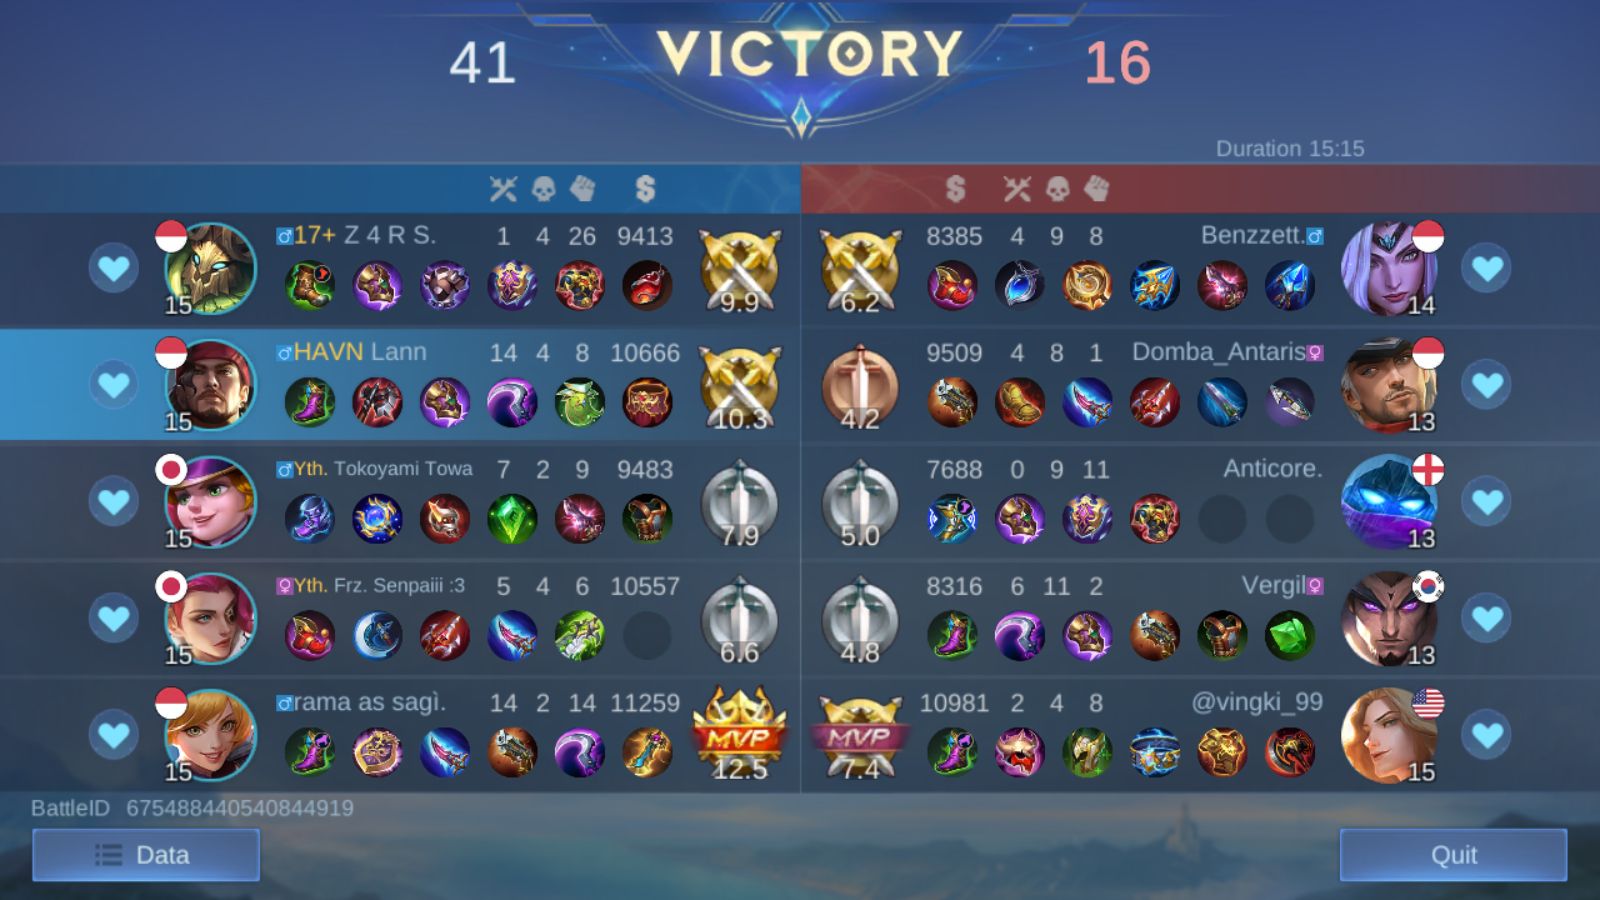 41 VICTORY 16
Duration 15:15
17+ Z 4 R S. 1 4 26 9413
15 9.9
8385 4 9 8 Benzzett.
6.2 14
HAVN Lann 14 4 8 10666
15 10.3
9509 4 8 1 Domba_Antaris
4.2 13
Yth. Tokoyami Towa 7 2 9 9483
15 7.9
7688 0 9 11 Anticore.
5.0 13
Yth. Frz. Senpaiii :3 5 4 6 10557
15 6.6
8316 6 11 2 Vergil
4.8 13
rama as sagì. 14 2 14 11259
MVP
15 12.5
10981 2 4 8 @vingki_99
MVP
7.4 15
BattleID 675488440540844919
Data
Quit